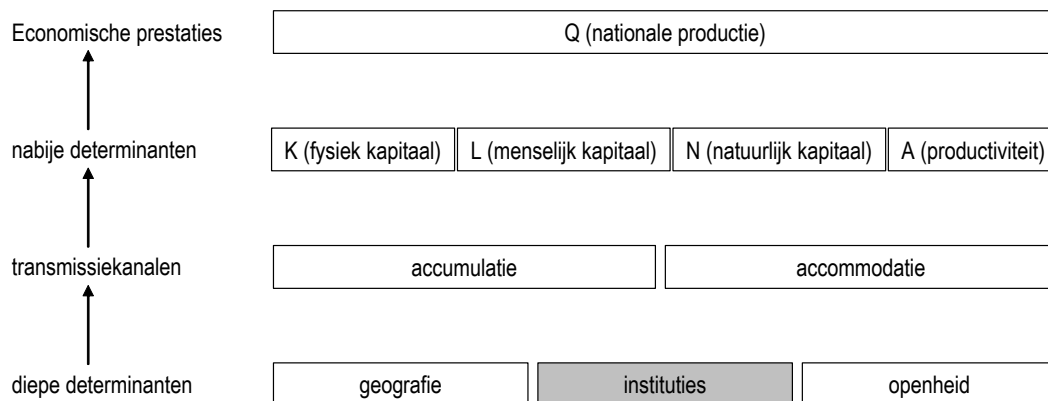 Economische prestaties
Q (nationale productie)
nabije determinanten
K (fysiek kapitaal)
L (menselijk kapitaal)
N (natuurlijk kapitaal)
A (productiviteit)
transmissiekanalen
accumulatie
accommodatie
diepe determinanten
geografie
instituties
openheid